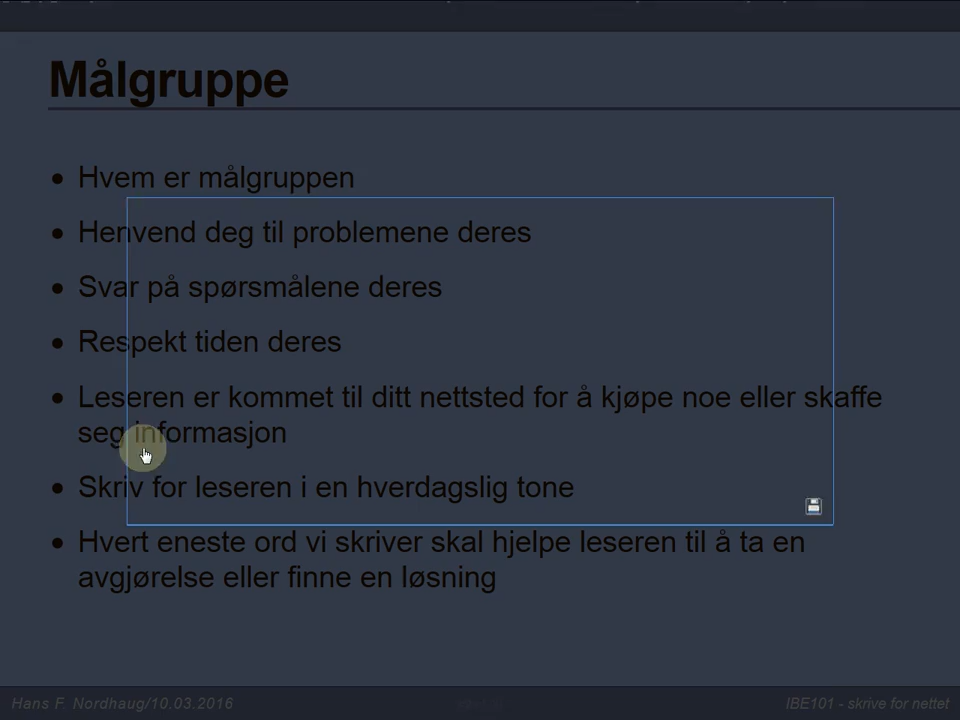 Målgruppe
Hvem er målgruppen
Henvend deg til problemene deres
Svar på spørsmålene deres
Respekt tiden deres
Leseren er kommet til ditt nettsted for å kjøpe noe eller skaffe
seg informasjon
Skriv for leseren i en hverdagslig tone
Hvert eneste ord vi skriver skal hjelpe leseren til å ta en
avgjørelse eller finne en løsning
Hans F. Nordhaug/10.03.2016
IBE101 - skrive for nettet